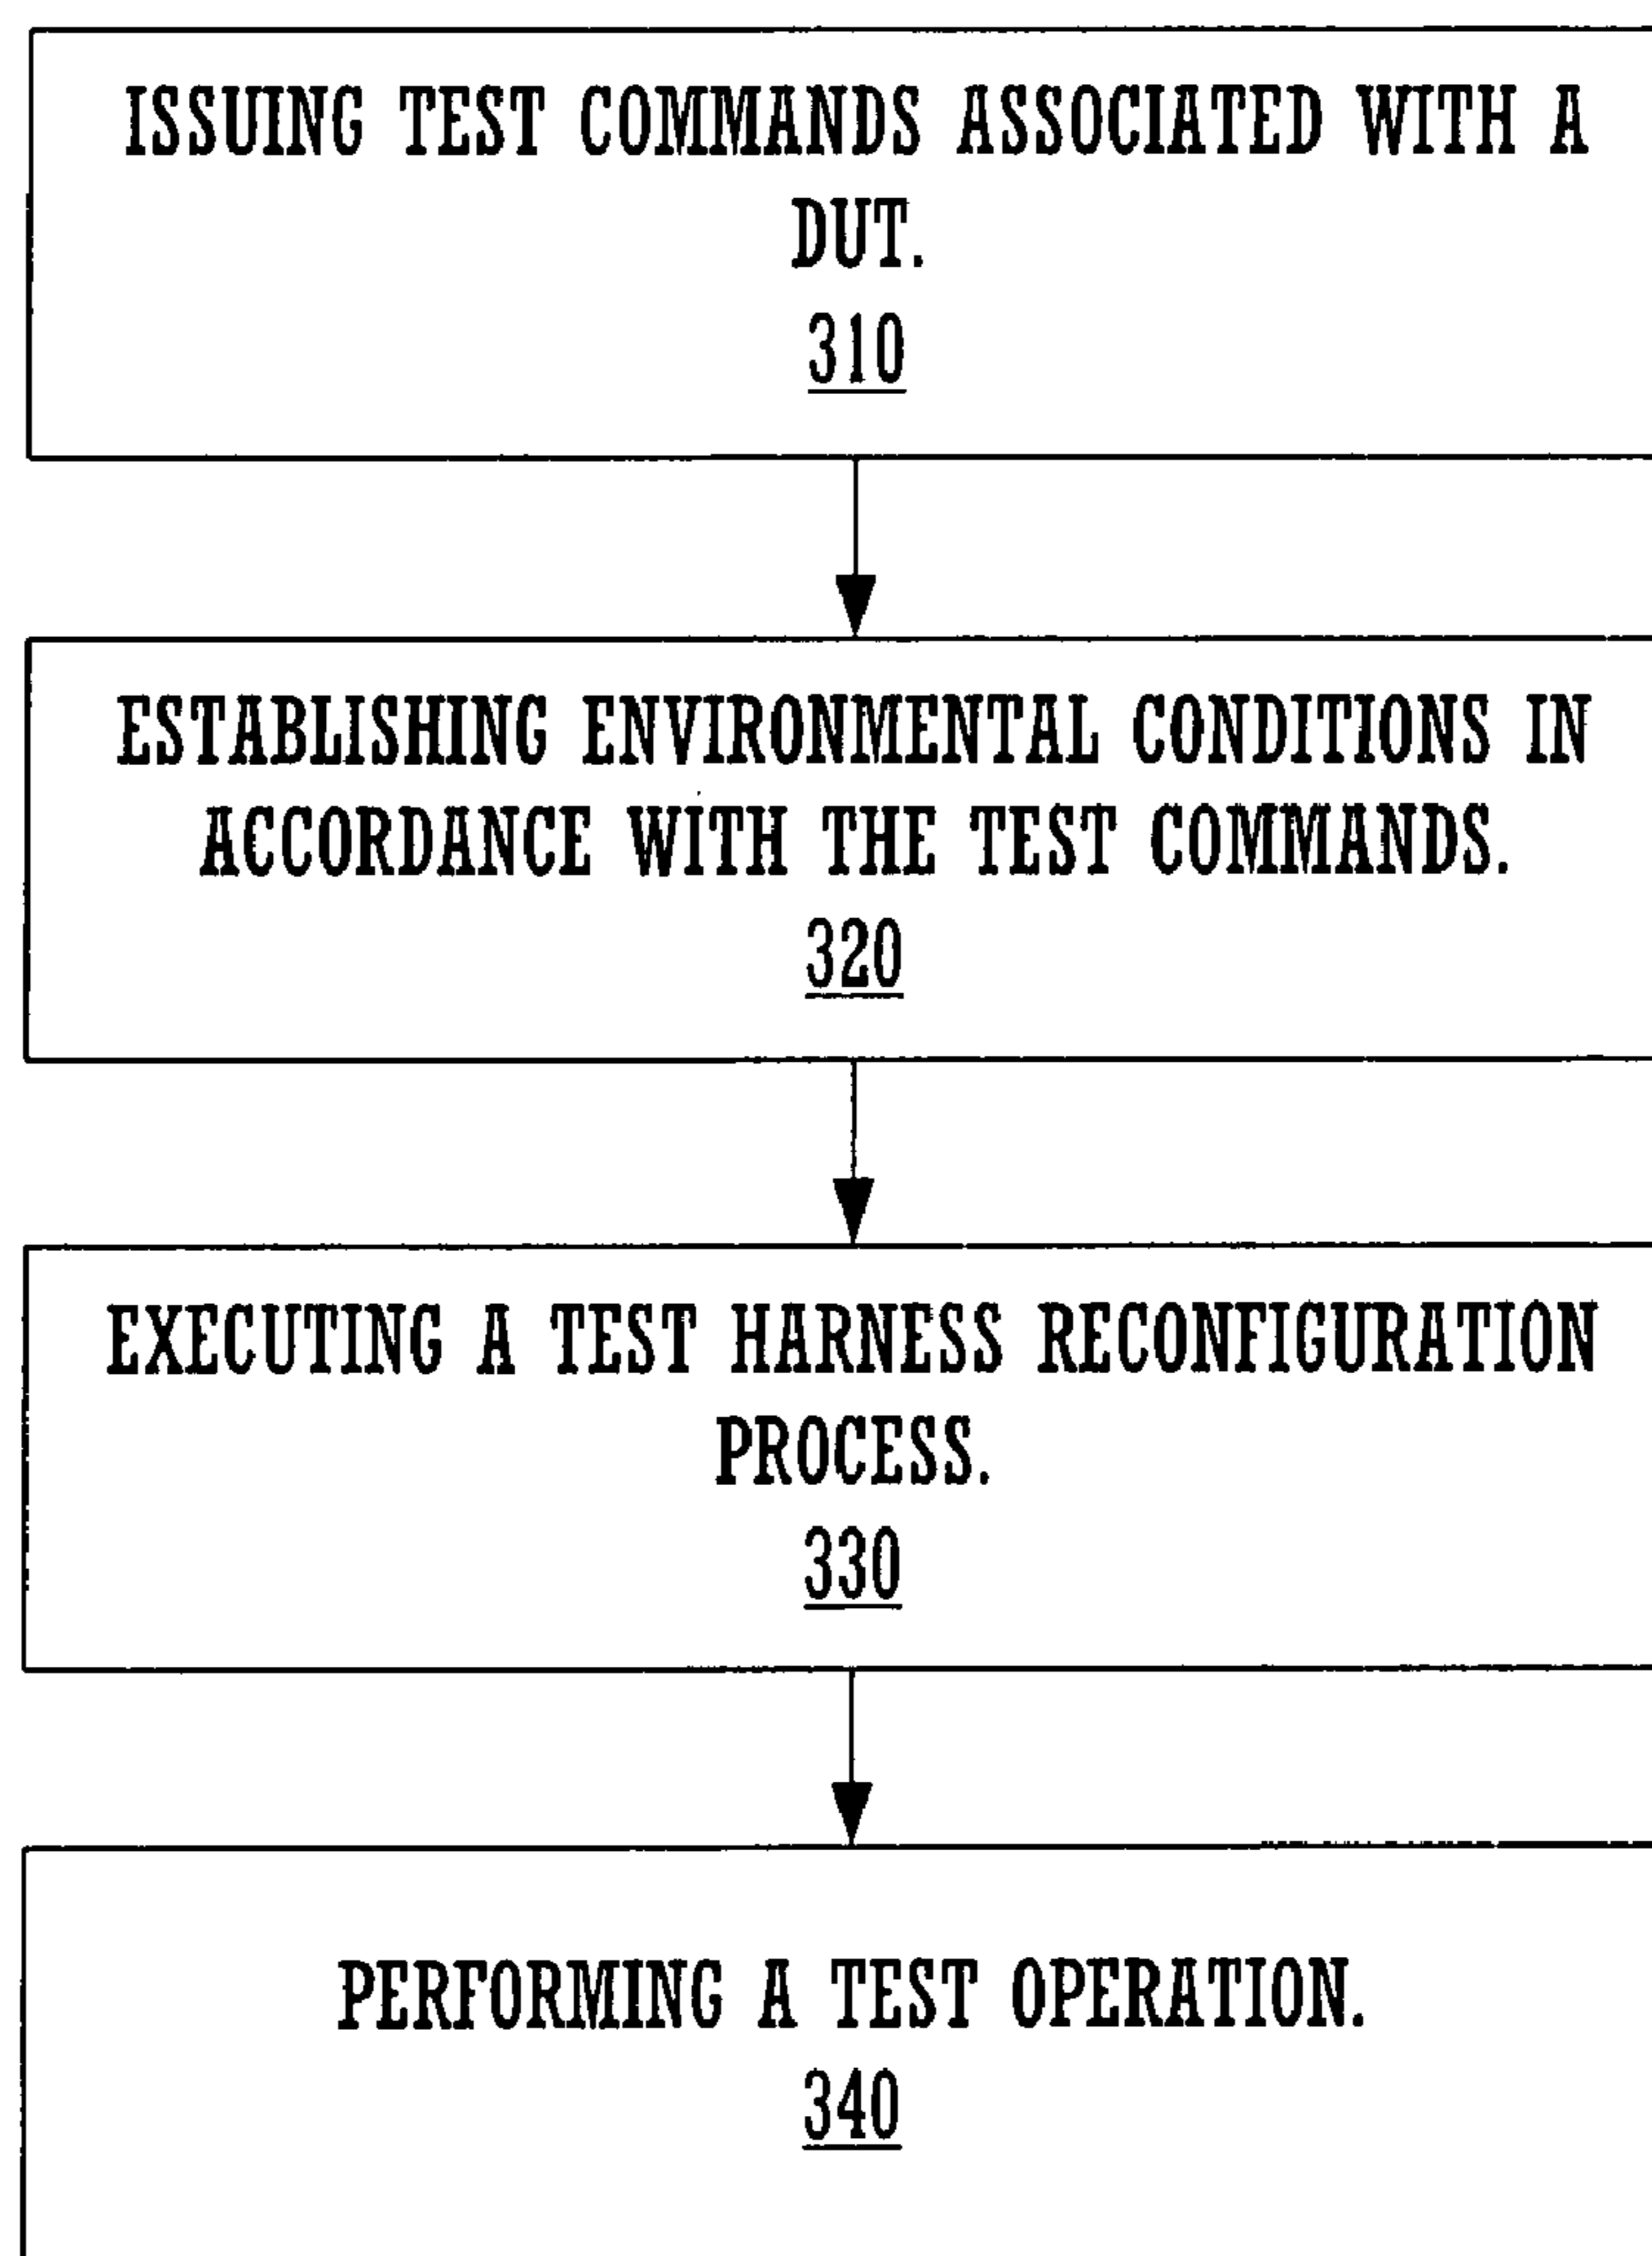 ISSUING TEST COMMANDS ASSOCIATED WITH A
DUT.
310
ESTABLISHING ENVIRONMENTAL CONDITIONS IN
ACCORDANCE WITH THE TEST COMMANDS.
320
EXECUTING A TEST HARNESS RECONFIGURATION
PROCESS.
330
PERFORMING A TEST OPERATION.
340